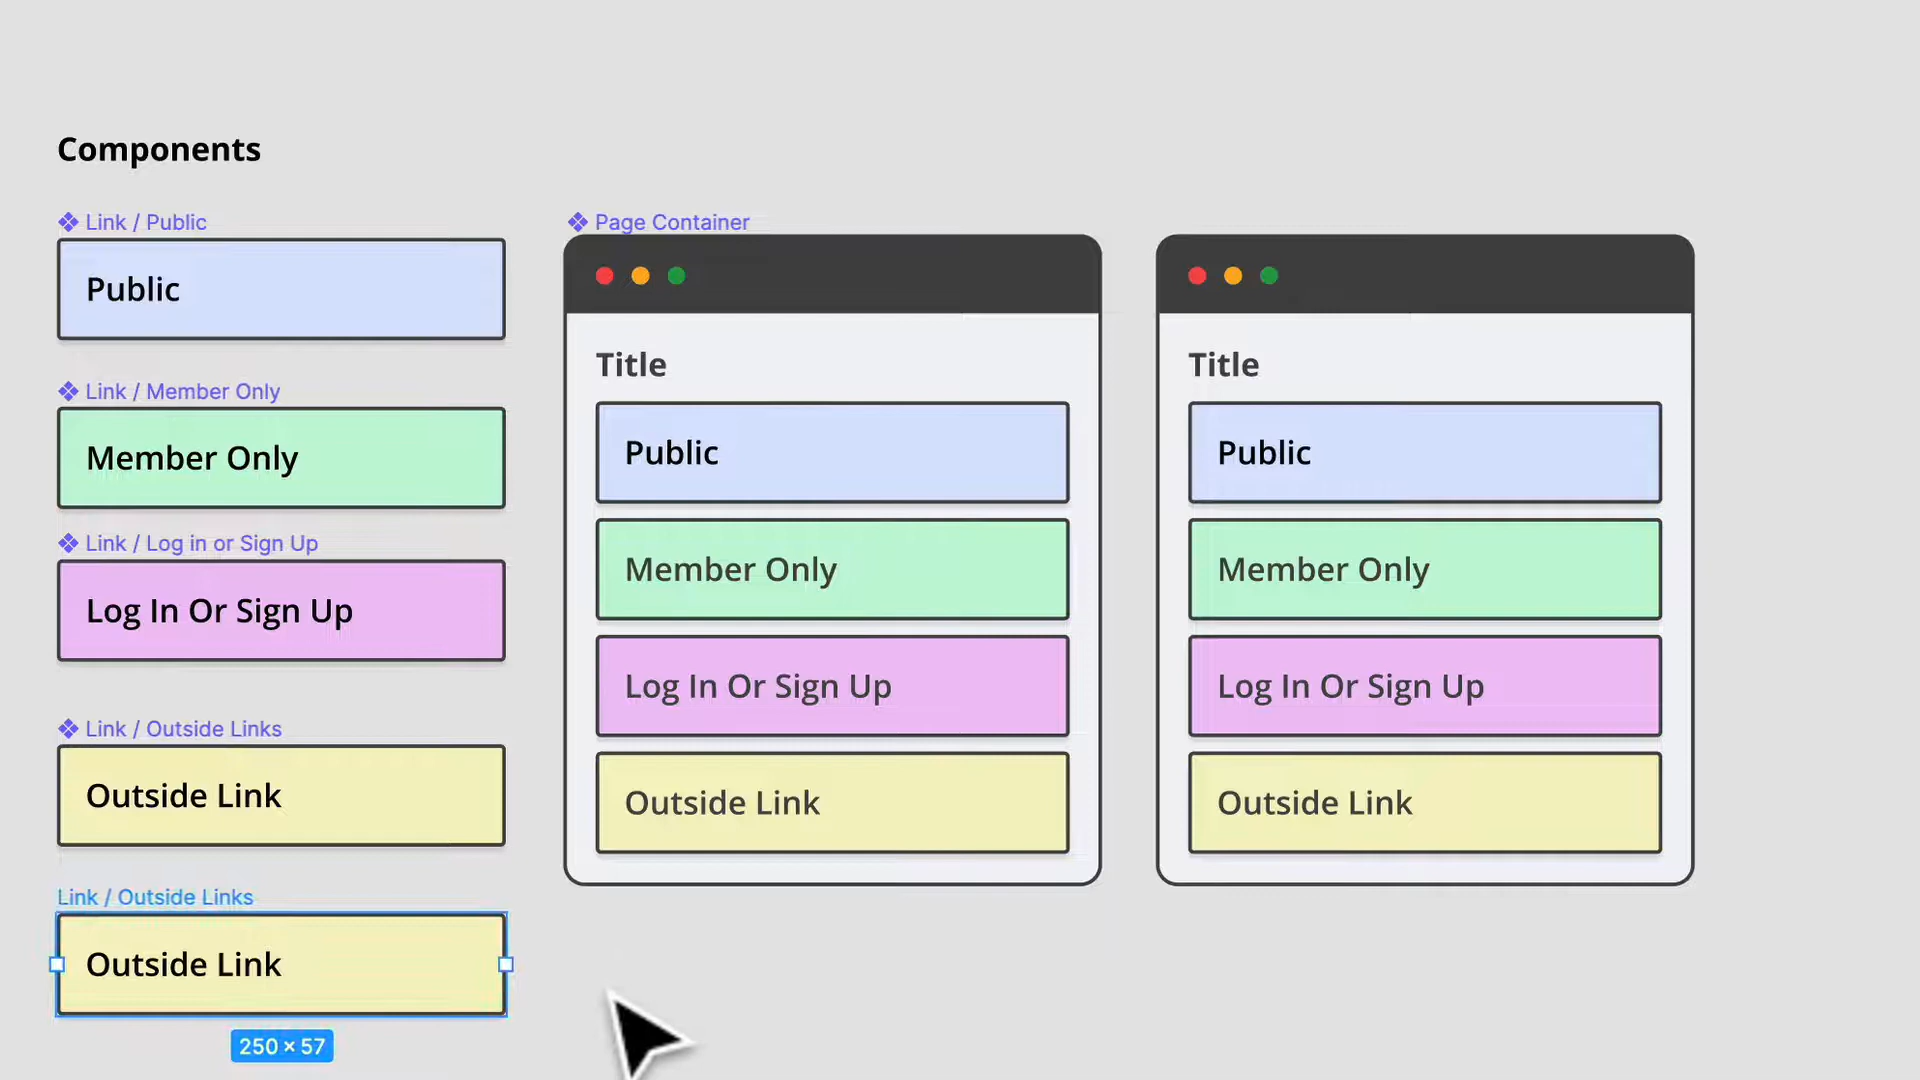 Components
Link / Public
Public
Link / Member Only
Member Only
Link / Log in or Sign Up
Log In Or Sign Up
Link / Outside Links
Outside Link
Link / Outside Links
Outside Link
250 × 57
Page Container
Title
Public
Member Only
Log In Or Sign Up
Outside Link
Title
Public
Member Only
Log In Or Sign Up
Outside Link